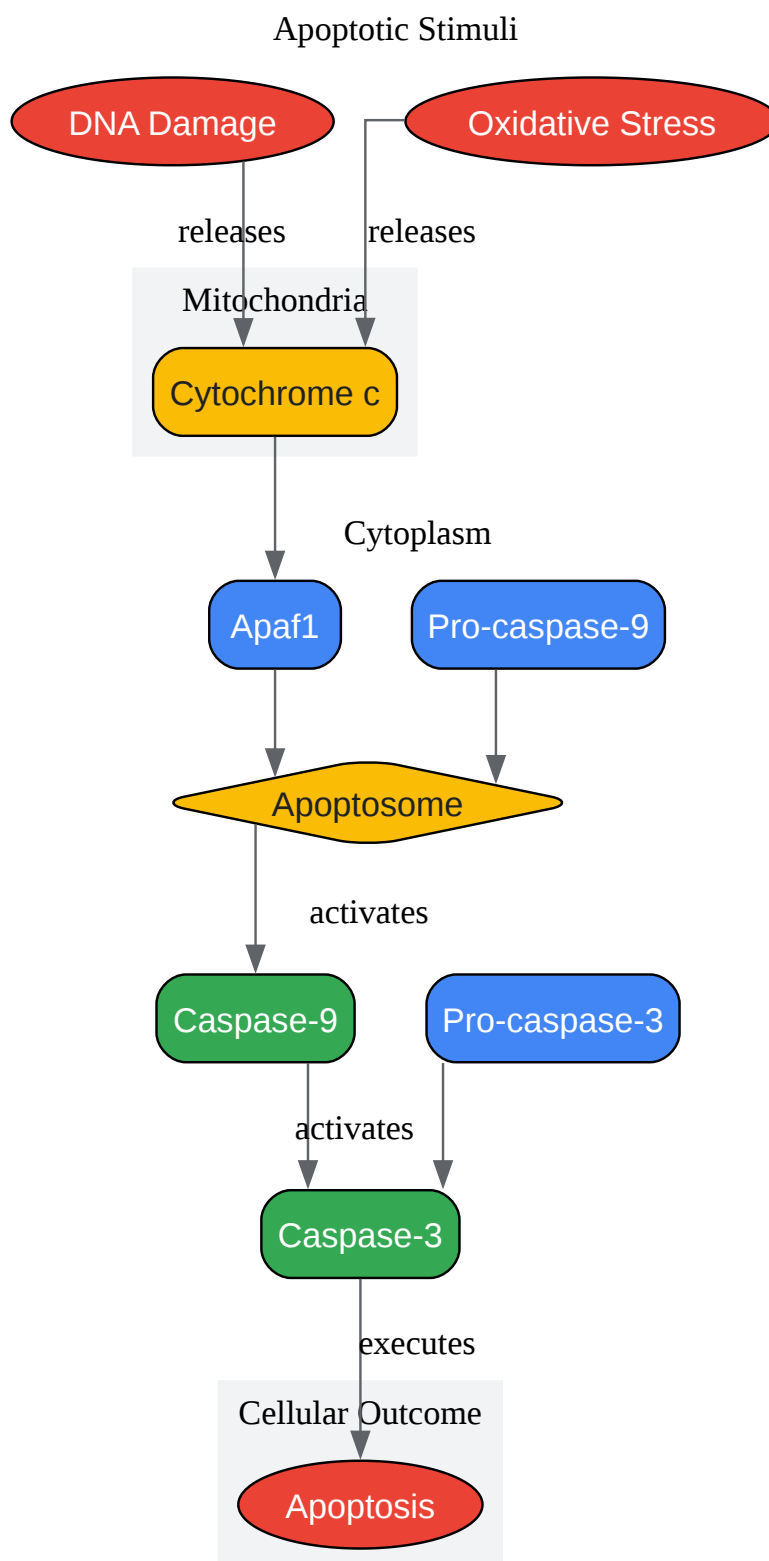 Apoptotic Stimuli
DNA Damage
Oxidative Stress
releases
releases
Mitochondria
Cytochrome c
Cytoplasm
Apaf1
Pro-caspase-9
Apoptosome
activates
Caspase-9
Pro-caspase-3
activates
Caspase-3
executes
Cellular Outcome
Apoptosis